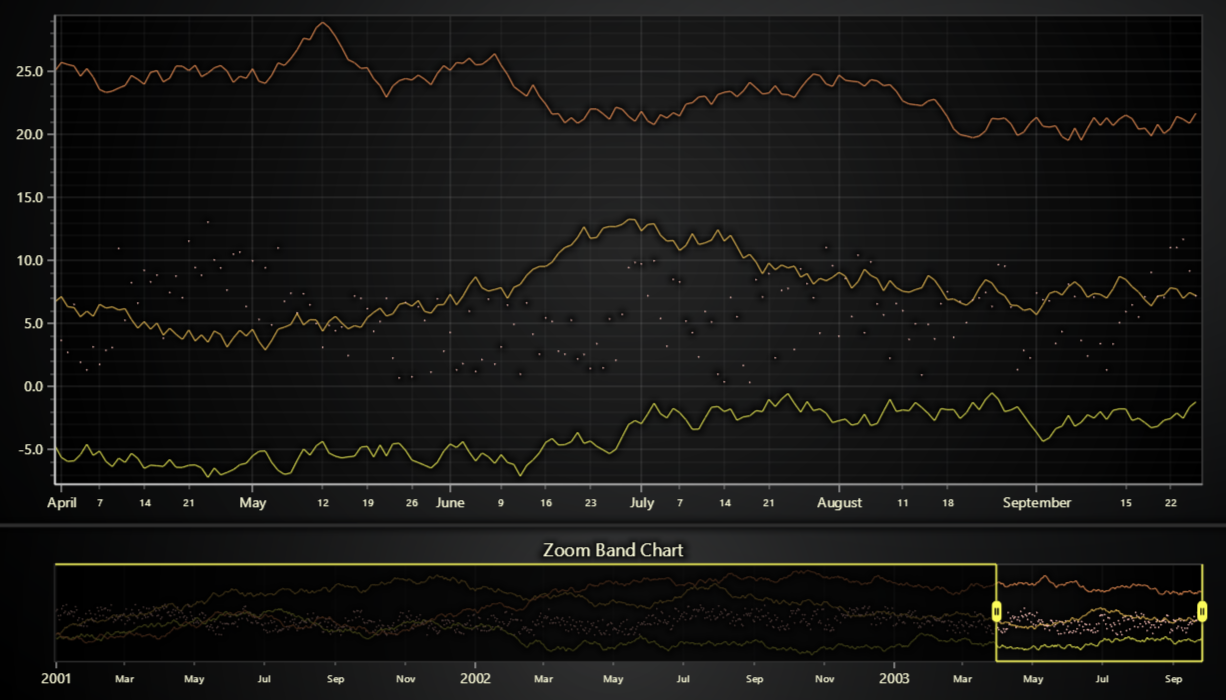 25.0
20.0
15.0
10.0
5.0
0.0
-5.0
April 7 14 21 May 12 19 26 June 9 16 23 July 7 14 21 August 11 18 September 15 22
Zoom Band Chart
2001 Mar May Jul Sep Nov 2002 Mar May Jul Sep Nov 2003 Mar May Jul Sep